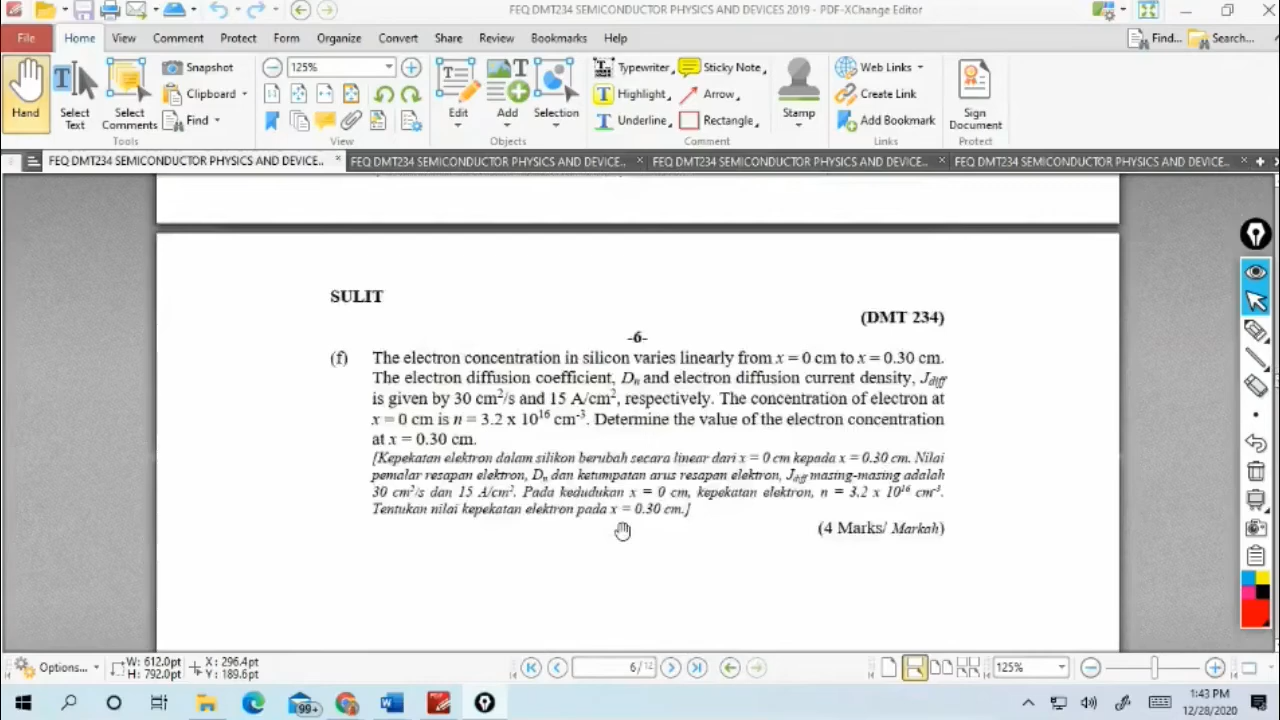 FEQ DMT234 SEMICONDUCTOR PHYSICS AND DEVICES 2019 - PDF-XChange Editor
File Home View Comment Protect Form Organize Convert Share Review Bookmarks Help
Find... Search...
Hand
Select Text
Select Comments
Snapshot
Clipboard
Find
Tools
125%
View
Edit
Add
Selection
Objects
Typewriter
Highlight
Underline
Sticky Note
Arrow
Rectangle
Stamp
Comment
Web Links
Create Link
Add Bookmark
Links
Sign Document
Protect
FEQ DMT234 SEMICONDUCTOR PHYSICS AND DEVICE.. FEQ DMT234 SEMICONDUCTOR PHYSICS AND DEVICE.. FEQ DMT234 SEMICONDUCTOR PHYSICS AND DEVICE.. FEQ DMT234 SEMICONDUCTOR PHYSICS AND DEVICE..
SULIT
(DMT 234)
-6-
(f) The electron concentration in silicon varies linearly from x = 0 cm to x = 0.30 cm.
The electron diffusion coefficient, Dₙ and electron diffusion current density, J_diff
is given by 30 cm²/s and 15 A/cm², respectively. The concentration of electron at
x = 0 cm is n = 3.2 x 10¹⁶ cm⁻³. Determine the value of the electron concentration
at x = 0.30 cm.
[Kepekatan elektron dalam silikon berubah secara linear dari x = 0 cm kepada x = 0.30 cm. Nilai
pemalar resapan elektron, Dₙ dan ketumpatan arus resapan elektron, J_diff masing-masing adalah
30 cm²/s dan 15 A/cm². Pada kedudukan x = 0 cm, kepekatan elektron, n = 3.2 x 10¹⁶ cm⁻³.
Tentukan nilai kepekatan elektron pada x = 0.30 cm.]
(4 Marks/ Markah)
Options...
W: 612.0pt
H: 792.0pt
X: 296.4pt
Y: 189.6pt
6/12
125%
99+
1:43 PM
12/28/2020